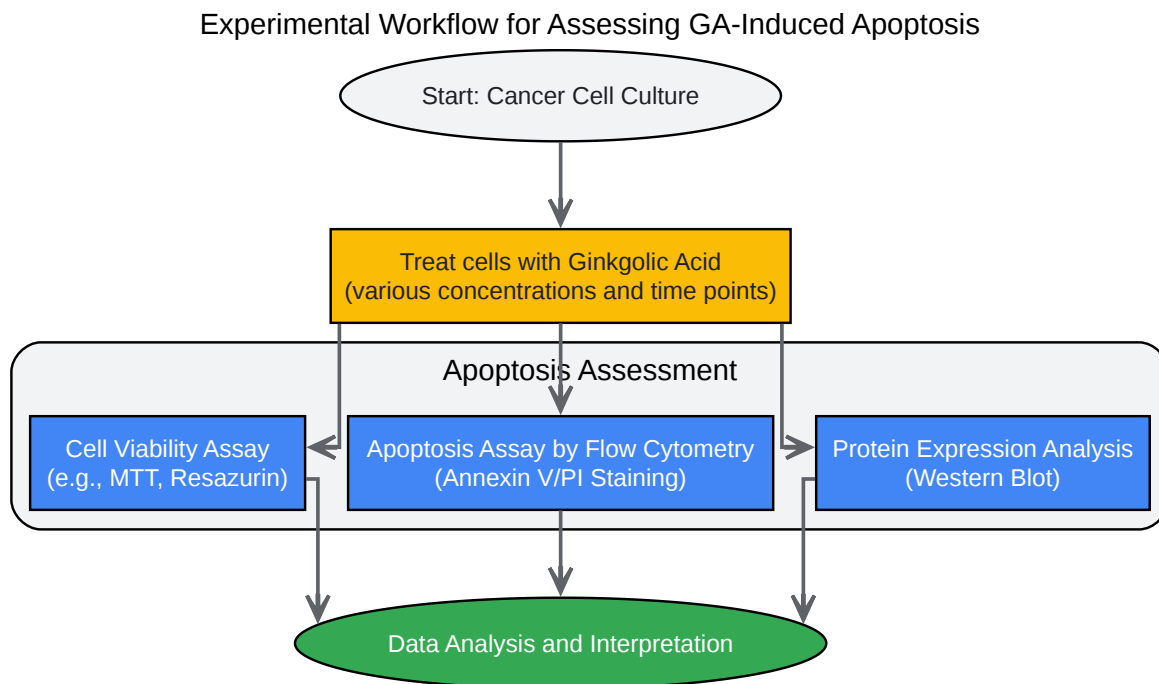 Experimental Workflow for Assessing GA-Induced Apoptosis
Start: Cancer Cell Culture
Treat cells with Ginkgolic Acid
(various concentrations and time points)
Apoptosis Assessment
Cell Viability Assay
(e.g., MTT, Resazurin)
Apoptosis Assay by Flow Cytometry
(Annexin V/PI Staining)
Protein Expression Analysis
(Western Blot)
Data Analysis and Interpretation